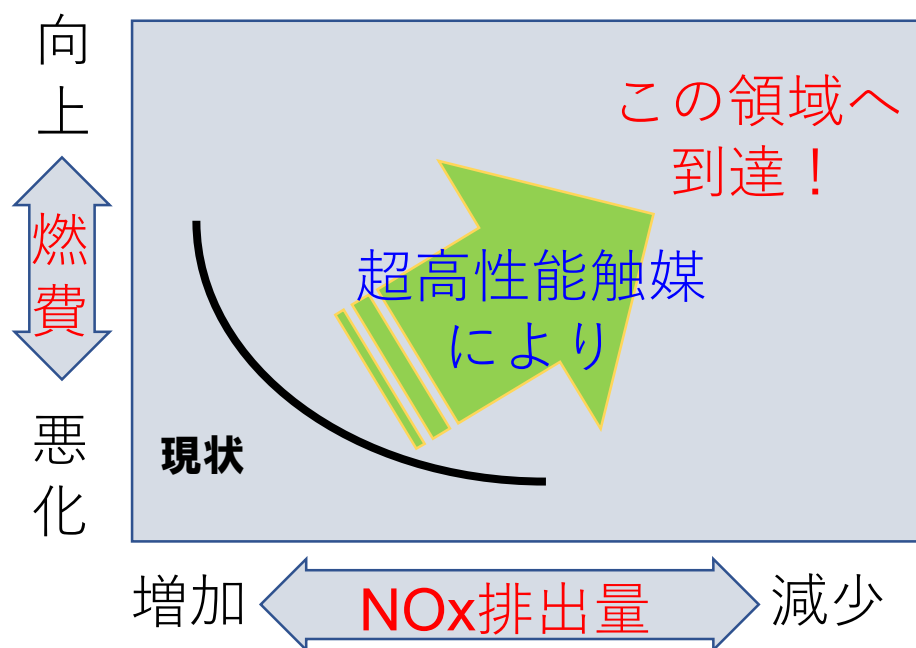 向上
燃費
悪化
この領域へ
到達！
超高性能触媒
により
現状
増加
NOx排出量
減少